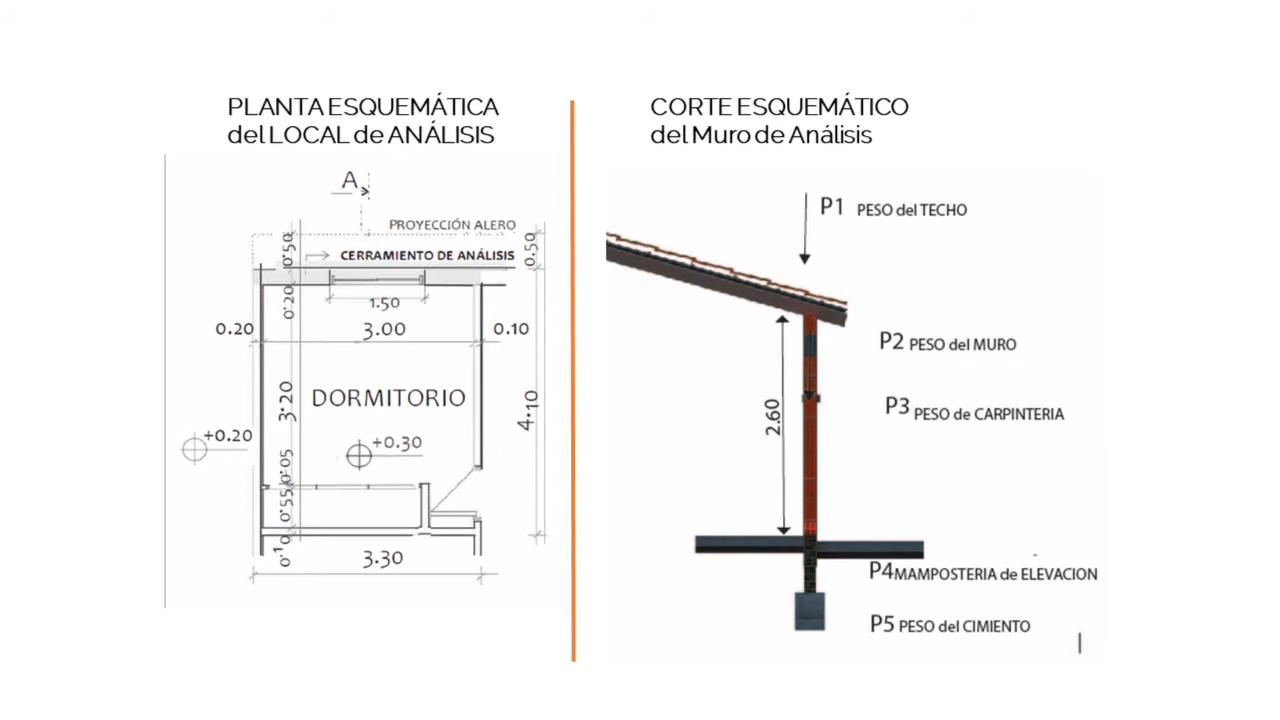 PLANTA ESQUEMÁTICA
del LOCAL de ANÁLISIS
A
PROYECCIÓN ALERO
0.50
0.50
CERRAMIENTO DE ANÁLISIS
0.20
1.50
0.20
3.00
0.10
3.20
DORMITORIO
4.10
+0.20
+0.30
0.05
0.55
0.10
3.30
CORTE ESQUEMÁTICO
del Muro de Análisis
P1 PESO del TECHO
P2 PESO del MURO
2.60
P3 PESO de CARPINTERIA
P4 MAMPOSTERIA de ELEVACION
P5 PESO del CIMIENTO